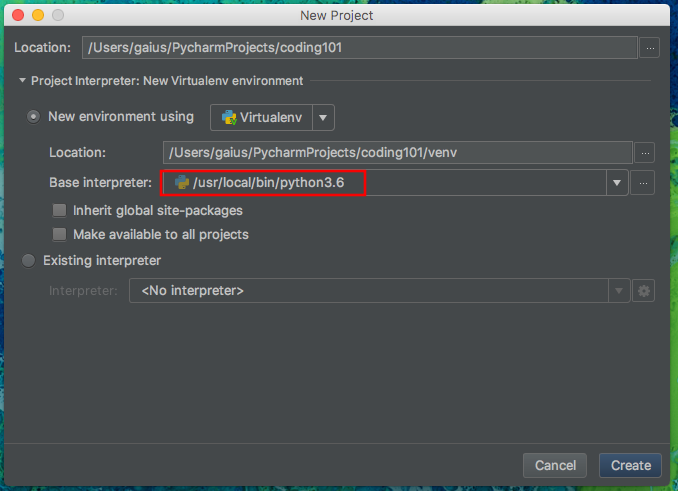 New Project
Location: /Users/gaius/PycharmProjects/coding101 ...
Project Interpreter: New Virtualenv environment
New environment using Virtualenv
Location: /Users/gaius/PycharmProjects/coding101/venv ...
Base interpreter: /usr/local/bin/python3.6 ...
Inherit global site-packages
Make available to all projects
Existing interpreter
Interpreter: <No interpreter>
Cancel Create